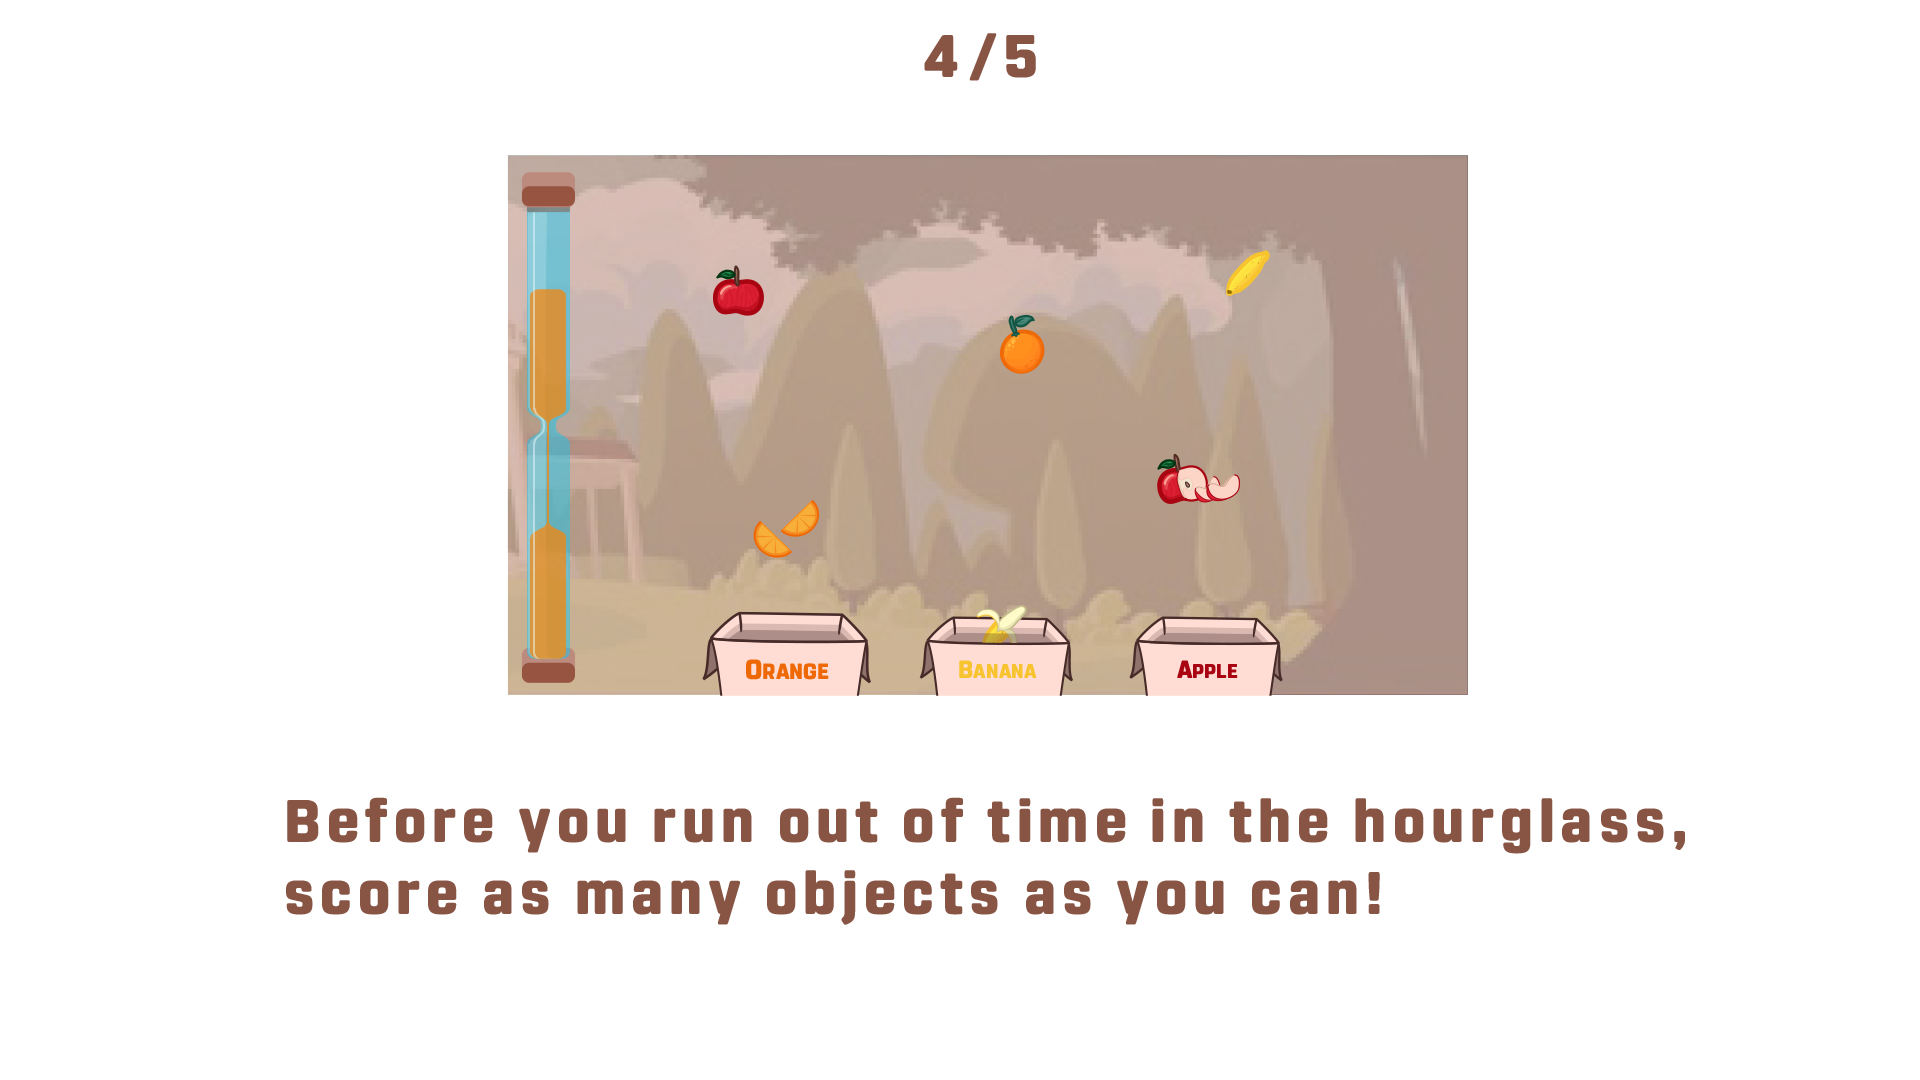 4/5
ORANGE
BANANA
APPLE
Before you run out of time in the hourglass,
score as many objects as you can!